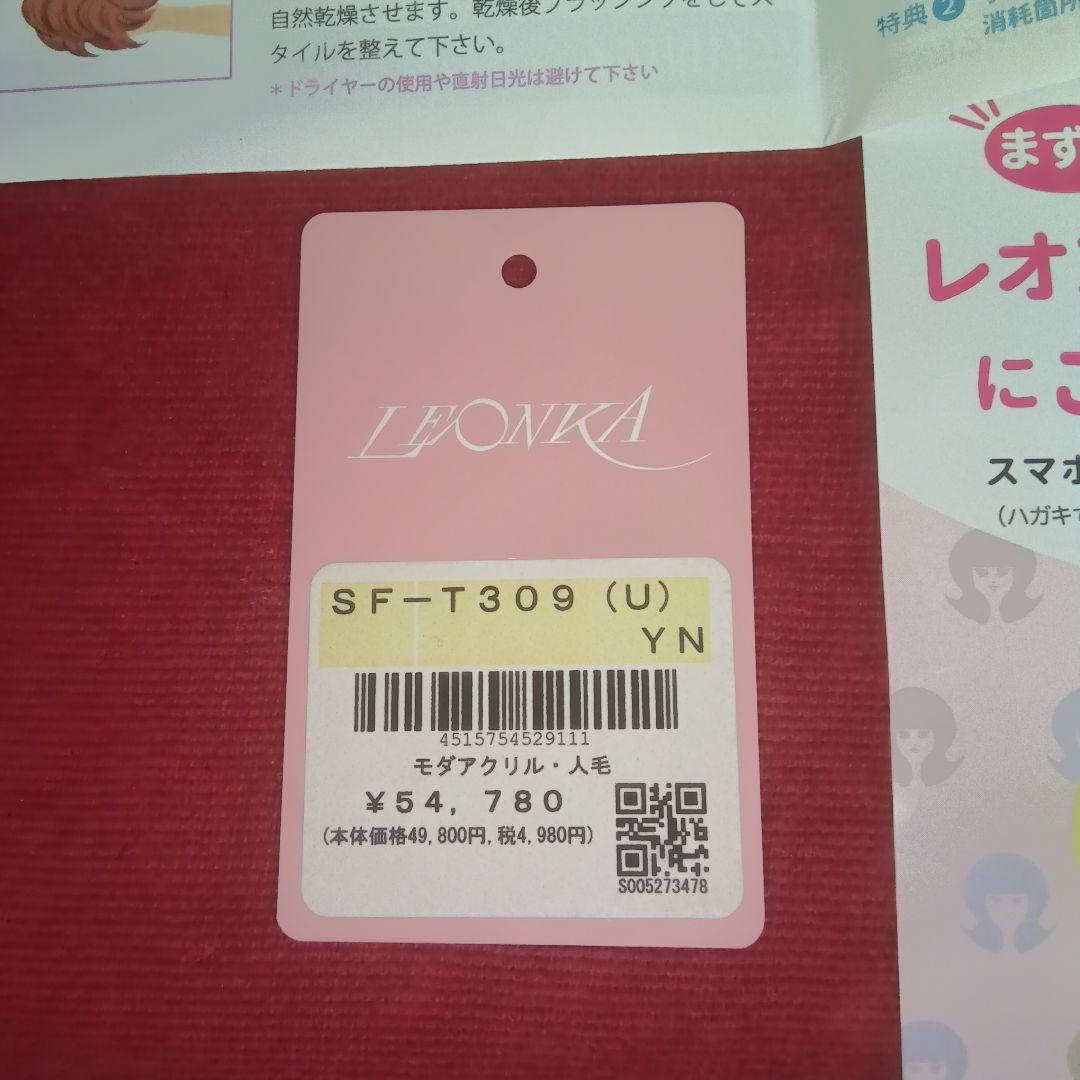 自然乾燥させます。乾燥後ブラッシングをしてス
タイルを整えて下さい。
＊ドライヤーの使用や直射日光は避けて下さい
特典❷
消耗箇所
まず
レオ
にご
スマホ
（ハガキで
LEONKA
SF-T309（U）
YN
4515754529111
モダアクリル・人毛
¥54,780
(本体価格49,800円,税4,980円)
S005273478